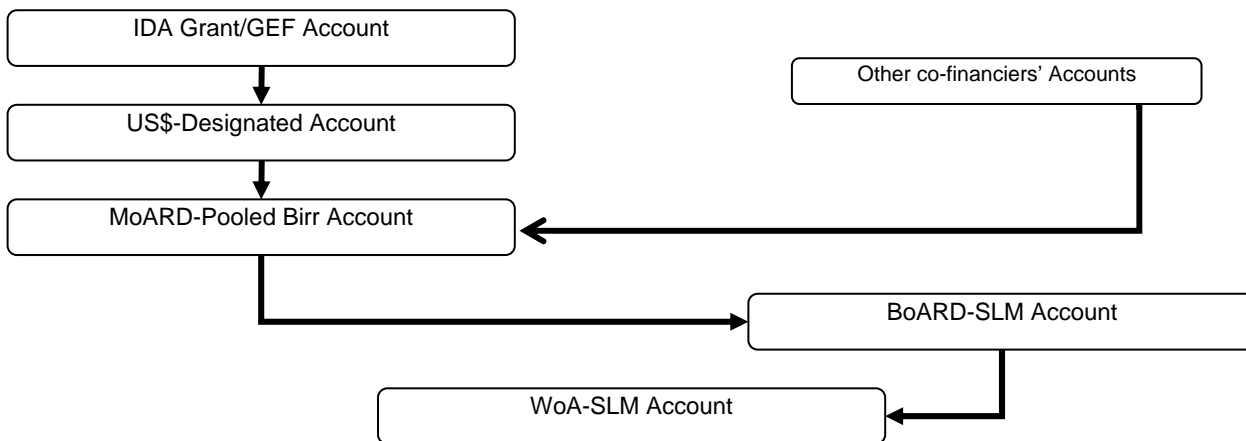 IDA Grant/GEF Account
Other co-financiers' Accounts
US$-Designated Account
MoARD-Pooled Birr Account
BoARD-SLM Account
WoA-SLM Account